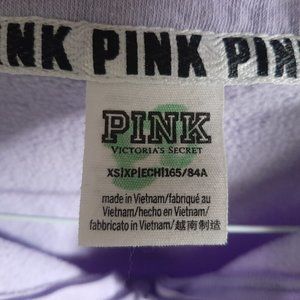 NK PINK PIN
PINK
VICTORIA'S SECRET
XS|XP|ECH|165/84A
made in Vietnam/fabriqué au
Vietnam/hecho en Vietnam/
fabbricato in Vietnam/越南制造